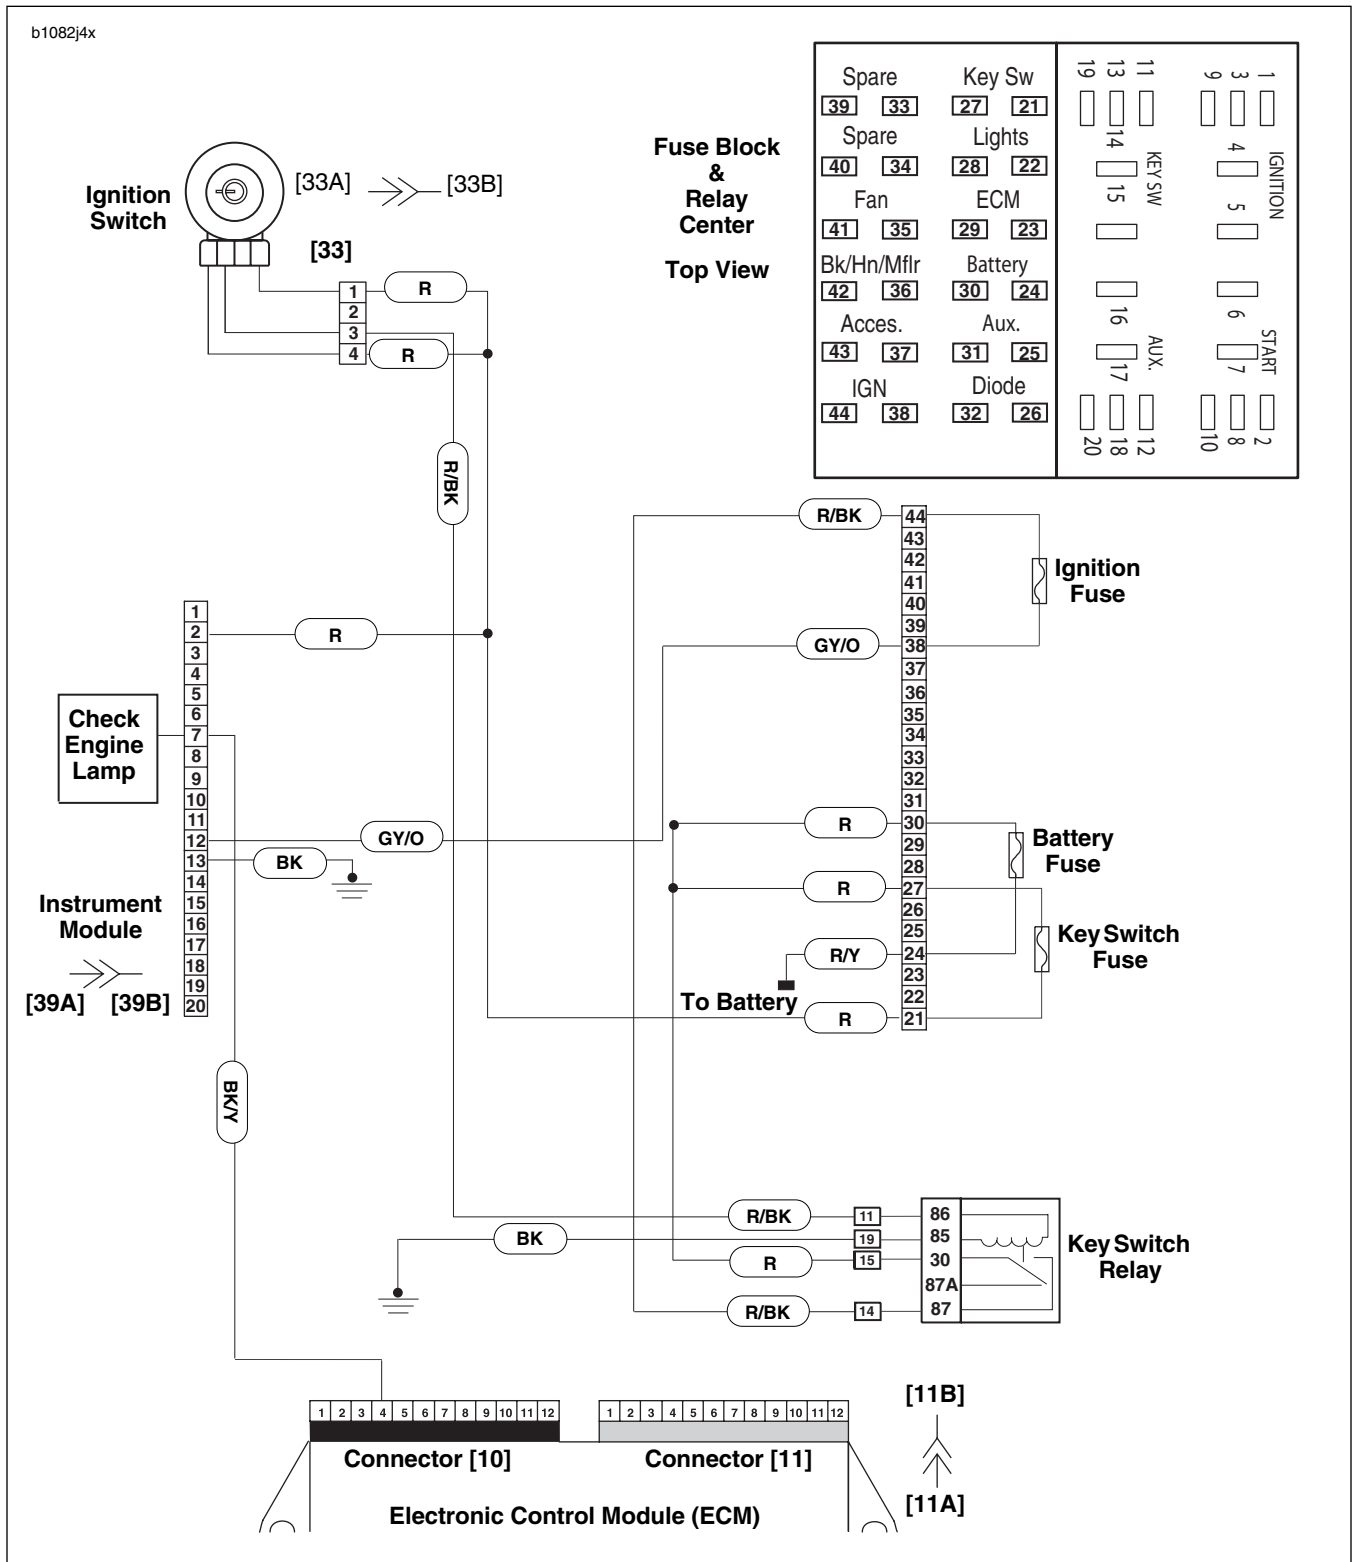 b1082j4x
Ignition
Switch
[33A] [33B]
[33]
1
2
3
4
R
R
R/BK
Fuse Block
&
Relay
Center
Top View
Spare Key Sw
39 33 27 21
Spare Lights
40 34 28 22
Fan ECM
41 35 29 23
Bk/Hn/Mflr Battery
42 36 30 24
Acces. Aux.
43 37 31 25
IGN Diode
44 38 32 26
19 13 11
14
KEY SW
15
16
AUX.
17
20 18 12
9 3 1
4
IGNITION
5
6
START
7
10 8 2
R/BK
GY/O
R
R
R/Y
To Battery
R
44
43
42
41
40
39
38
37
36
35
34
33
32
31
30
29
28
27
26
25
24
23
22
21
Ignition
Fuse
Battery
Fuse
Key Switch
Fuse
1
2
3
4
5
6
7
8
9
10
11
12
13
14
15
16
17
18
19
20
R
Check
Engine
Lamp
GY/O
BK
Instrument
Module
[39A] [39B]
BK/Y
R/BK 11 86
BK 19 85
R 15 30
87A
R/BK 14 87
Key Switch
Relay
1 2 3 4 5 6 7 8 9 10 11 12
1 2 3 4 5 6 7 8 9 10 11 12
Connector [10] Connector [11]
Electronic Control Module (ECM)
[11B]
[11A]